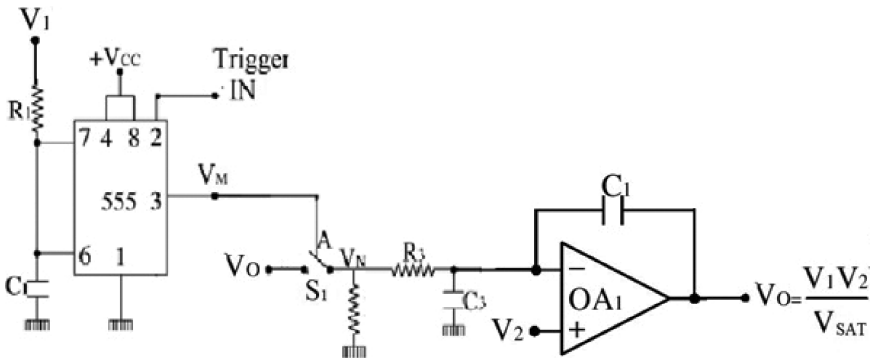 V1
+VCC
Trigger
IN
R1
7 4 8 2
555 3
6 1
C1
VM
A
VO
S1
VN
R3
C3
C1
−
OA1
+
V2
VO= V1V2
VSAT